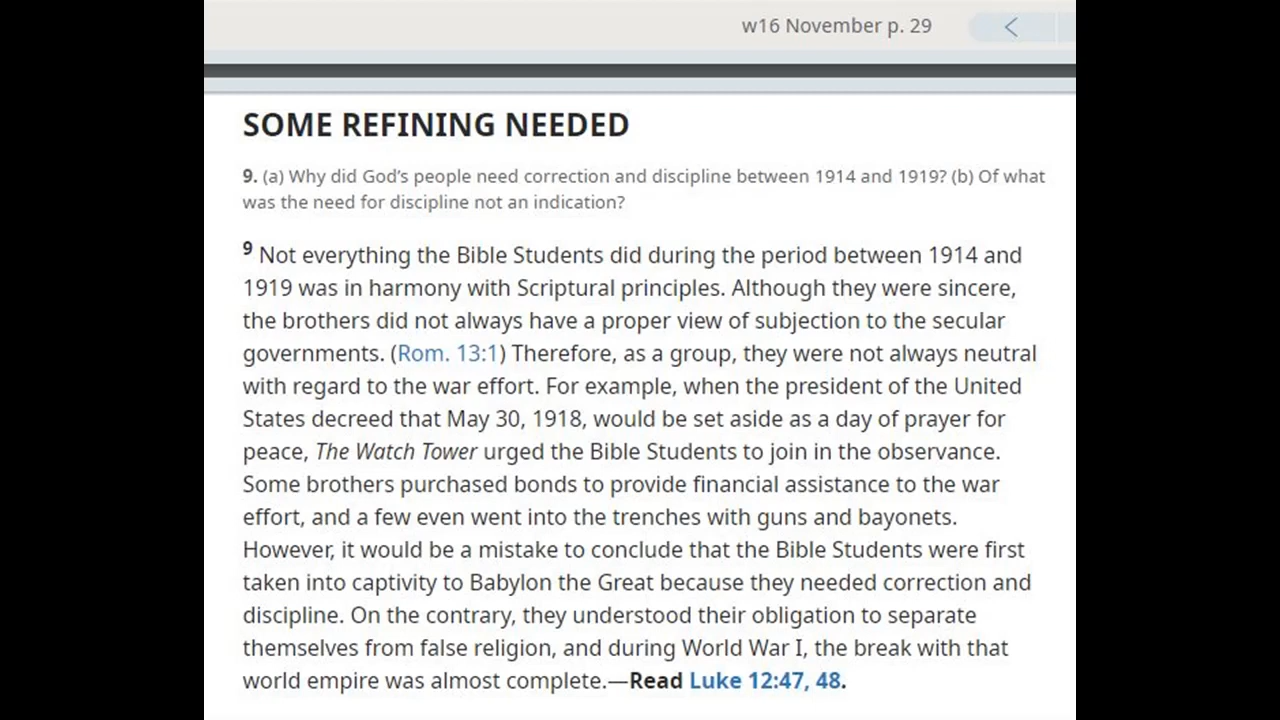 w16 November p. 29
SOME REFINING NEEDED
9. (a) Why did God’s people need correction and discipline between 1914 and 1919? (b) Of what
was the need for discipline not an indication?
9 Not everything the Bible Students did during the period between 1914 and
1919 was in harmony with Scriptural principles. Although they were sincere,
the brothers did not always have a proper view of subjection to the secular
governments. (Rom. 13:1) Therefore, as a group, they were not always neutral
with regard to the war effort. For example, when the president of the United
States decreed that May 30, 1918, would be set aside as a day of prayer for
peace, The Watch Tower urged the Bible Students to join in the observance.
Some brothers purchased bonds to provide financial assistance to the war
effort, and a few even went into the trenches with guns and bayonets.
However, it would be a mistake to conclude that the Bible Students were first
taken into captivity to Babylon the Great because they needed correction and
discipline. On the contrary, they understood their obligation to separate
themselves from false religion, and during World War I, the break with that
world empire was almost complete.—Read Luke 12:47, 48.